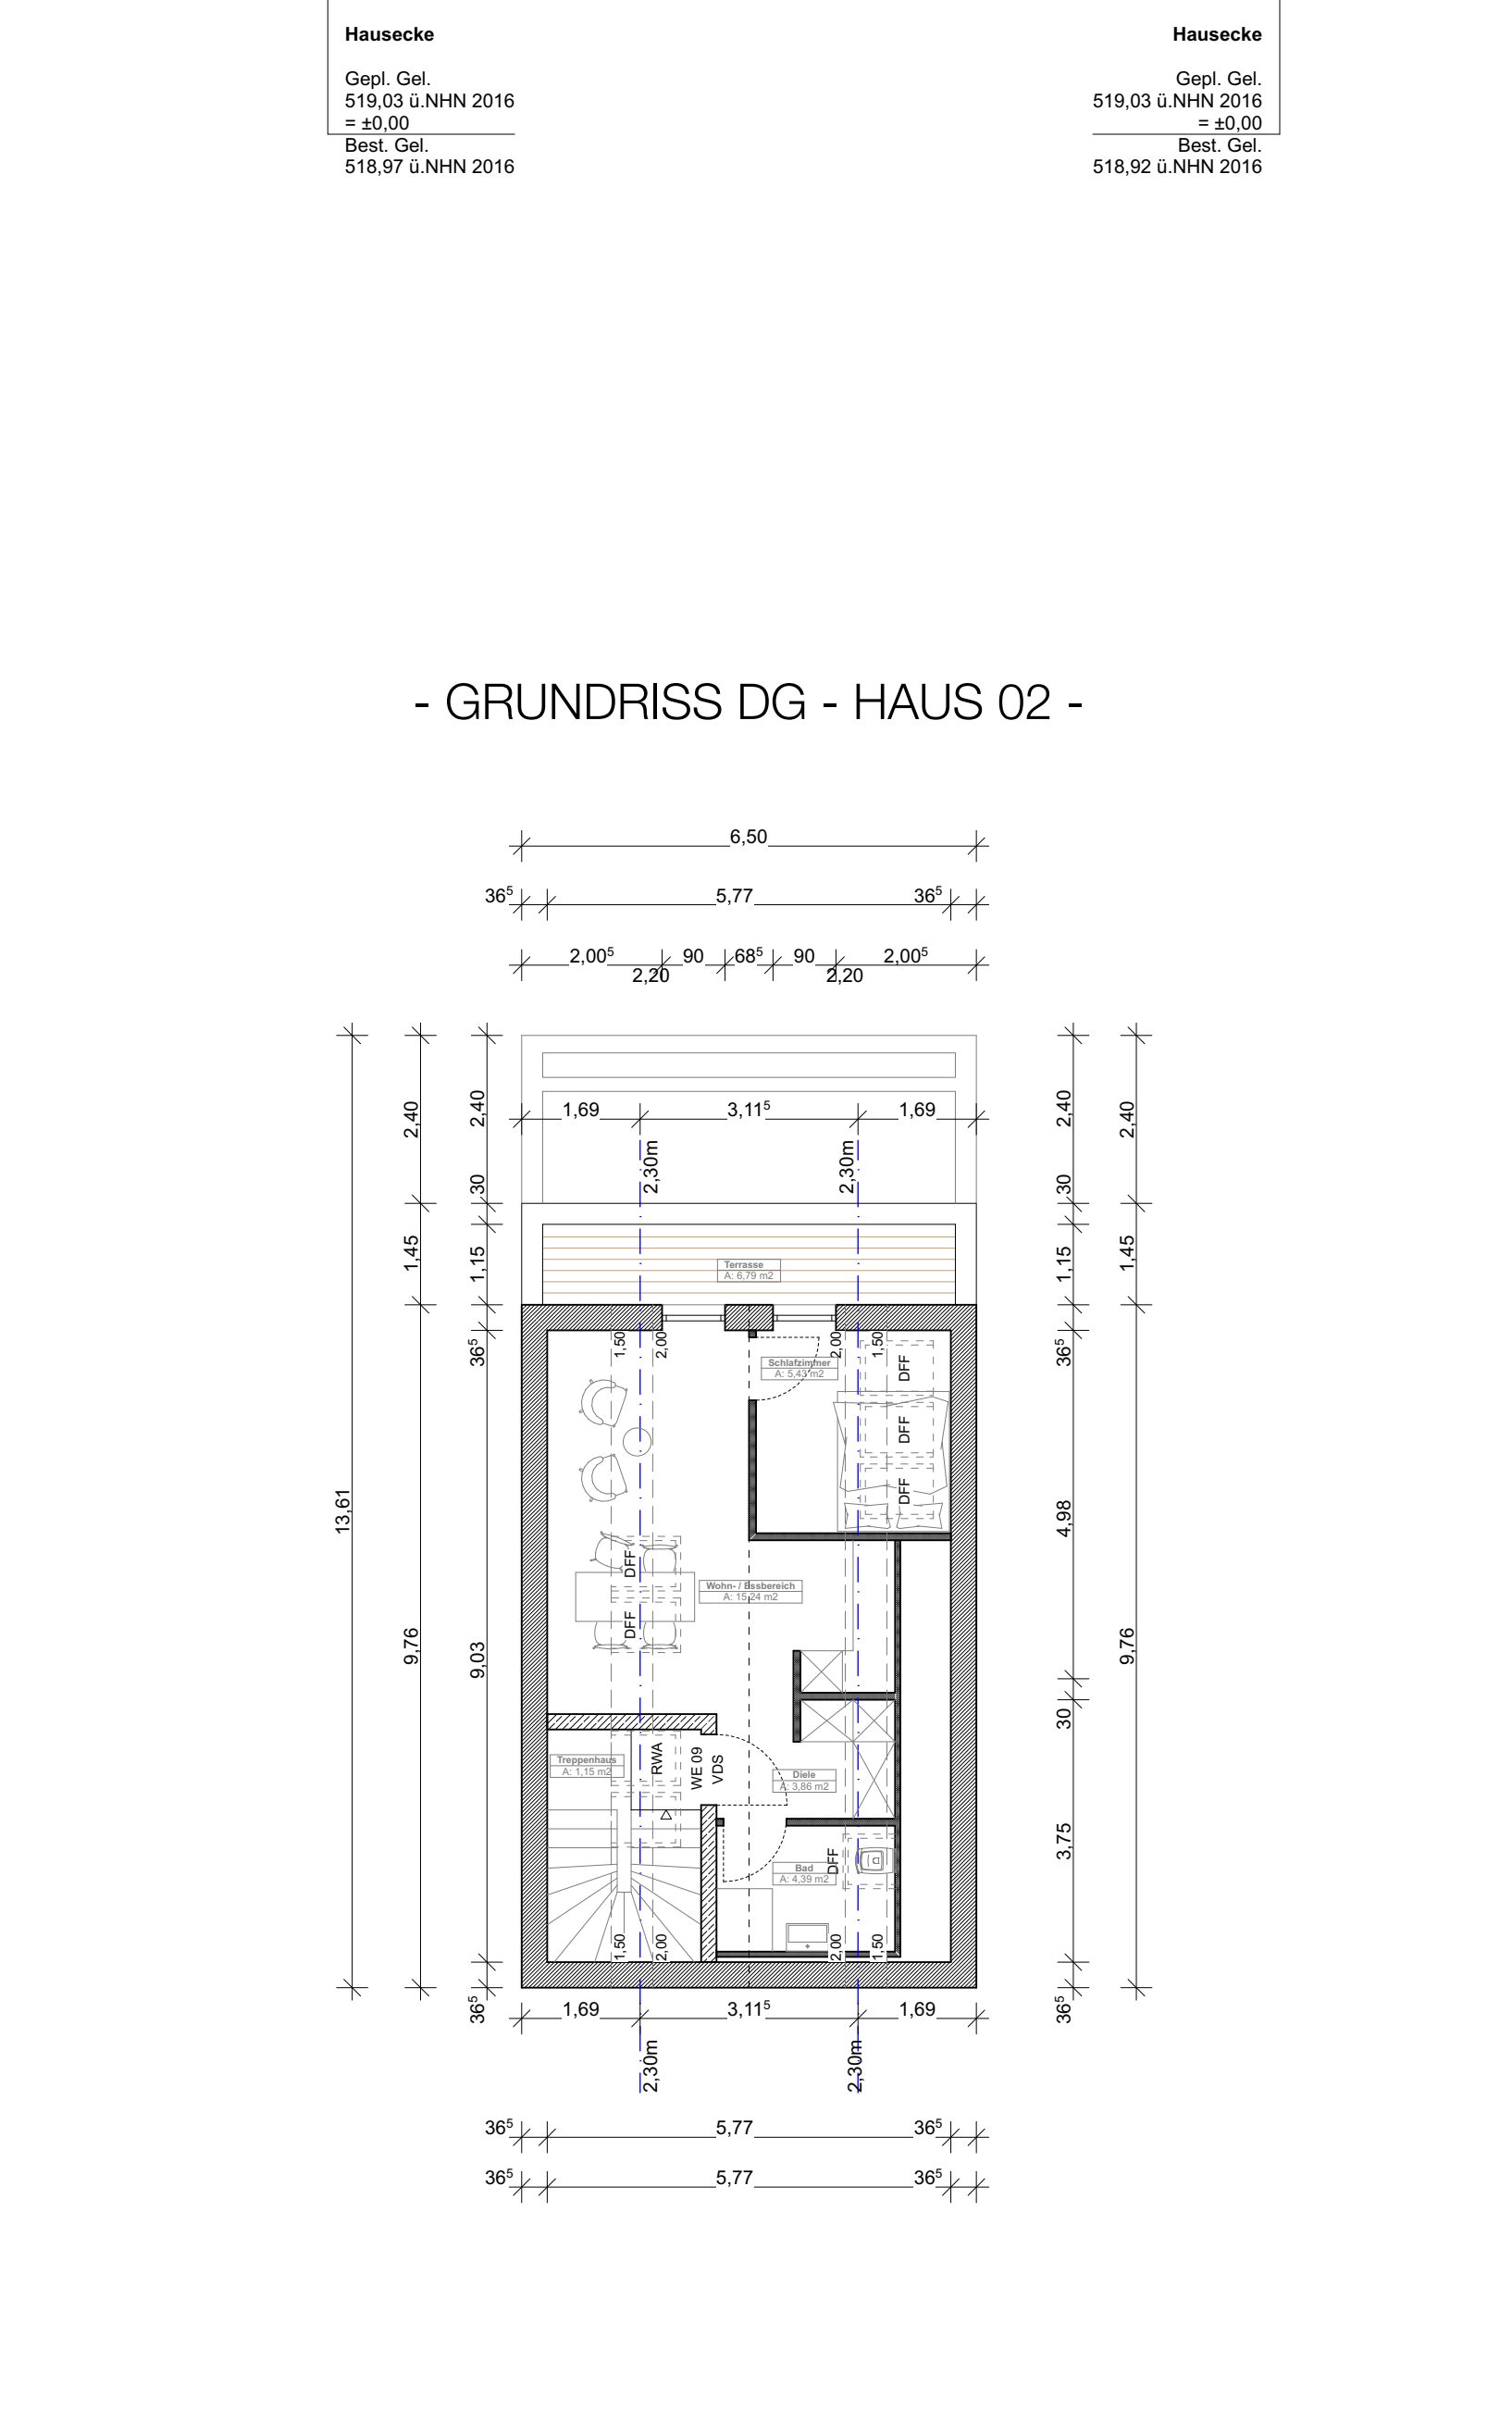 Hausecke
Gepl. Gel.
519,03 ü.NHN 2016
= ±0,00
Best. Gel.
518,97 ü.NHN 2016
Hausecke
Gepl. Gel.
519,03 ü.NHN 2016
= ±0,00
Best. Gel.
518,92 ü.NHN 2016
- GRUNDRISS DG - HAUS 02 -
6,50
36⁵ 5,77 36⁵
2,00⁵ 90 68⁵ 90 2,00⁵
2,20 2,20
13,61
2,40
1,45
9,76
2,40
30
1,15
36⁵
9,03
36⁵
2,40
30
1,15
36⁵
4,98
30
3,75
36⁵
2,40
1,45
9,76
1,69 3,11⁵ 1,69
2,30m 2,30m
Terrasse
A: 6,79 m2
1,50 2,00 2,00 1,50
Schlafzimmer
A: 5,43 m2
DFF
DFF
DFF
DFF
DFF
Wohn- / Essbereich
A: 15,24 m2
Treppenhaus
A: 1,15 m2
RWA
WE 09
VDS
Diele
A: 3,86 m2
Bad
A: 4,39 m2
DFF
1,50 2,00 2,00 1,50
1,69 3,11⁵ 1,69
2,30m 2,30m
36⁵ 5,77 36⁵
36⁵ 5,77 36⁵